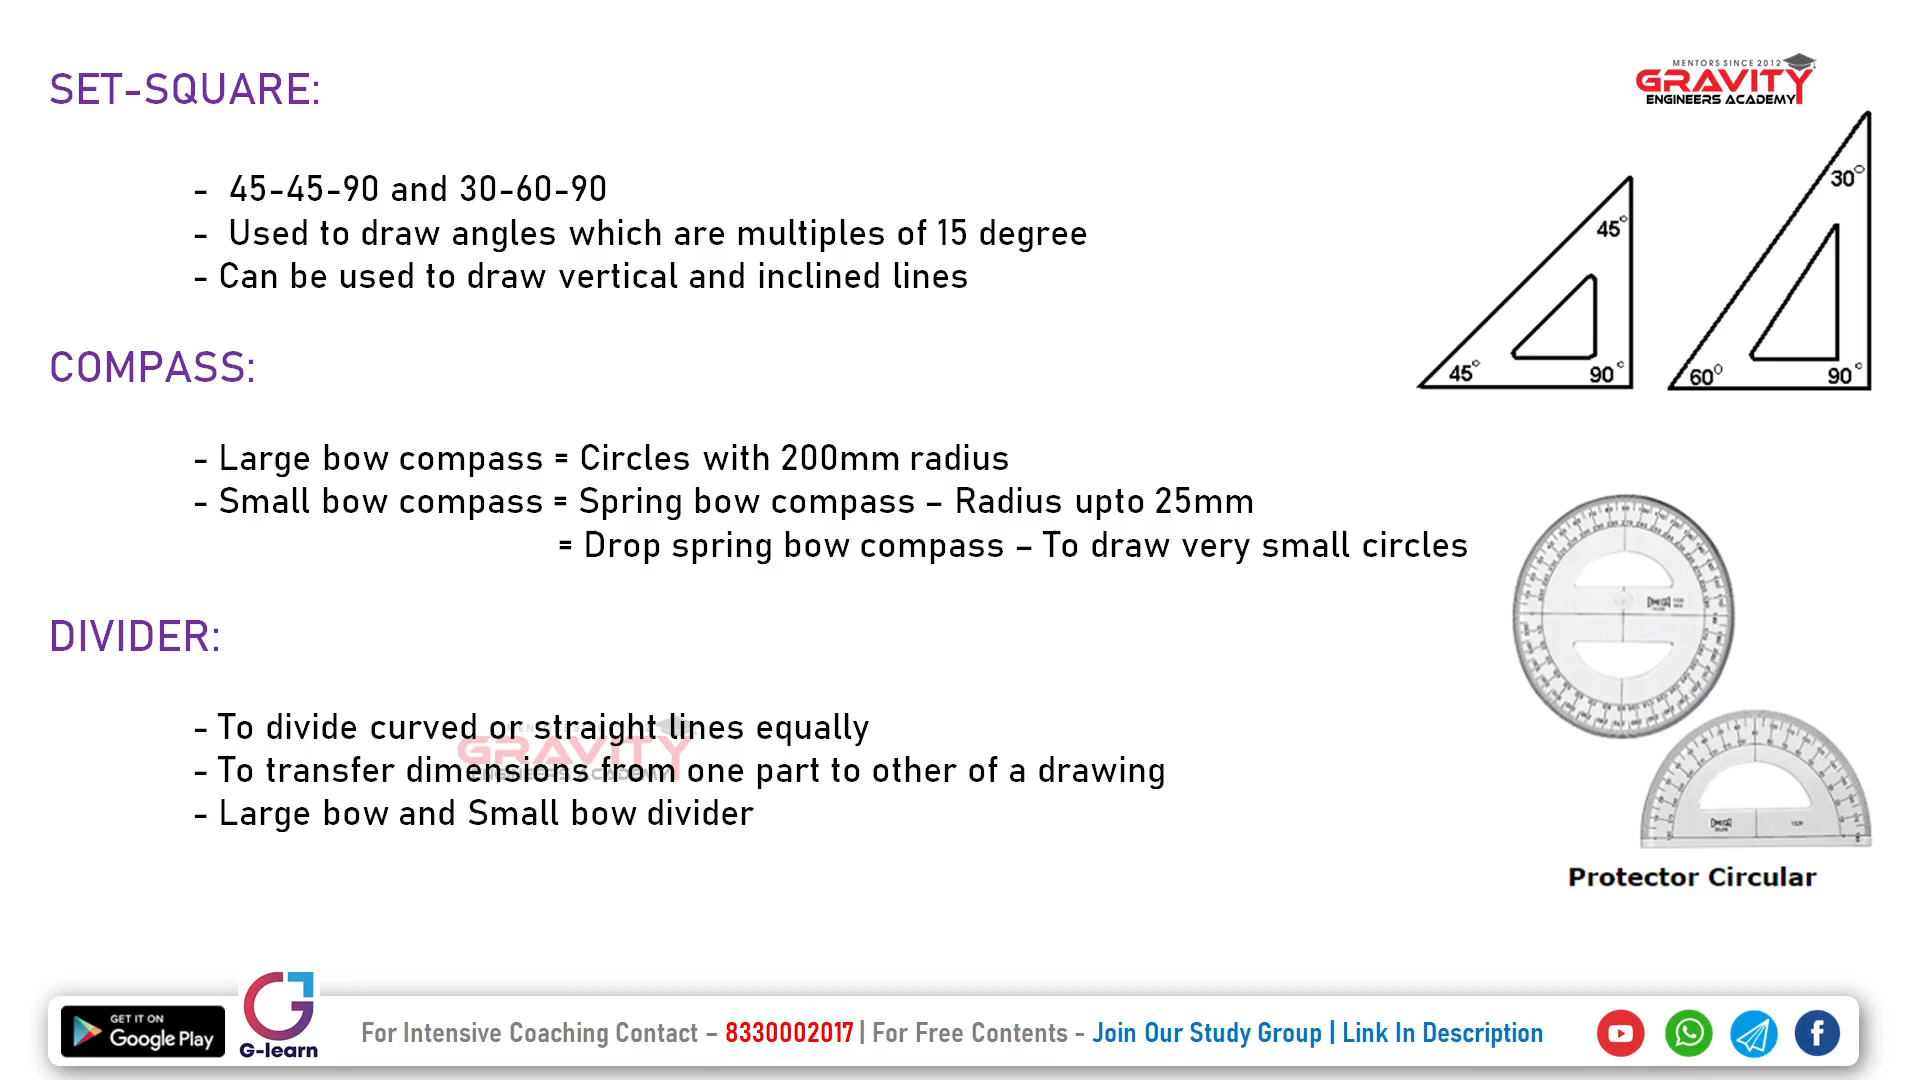 MENTORS SINCE 2012
GRAVITY
ENGINEERS ACADEMY
SET-SQUARE:
- 45-45-90 and 30-60-90
- Used to draw angles which are multiples of 15 degree
- Can be used to draw vertical and inclined lines
45°
45°
90°
30°
60°
90°
COMPASS:
- Large bow compass = Circles with 200mm radius
- Small bow compass = Spring bow compass – Radius upto 25mm
= Drop spring bow compass – To draw very small circles
DIVIDER:
- To divide curved or straight lines equally
- To transfer dimensions from one part to other of a drawing
- Large bow and Small bow divider
GRAVITY
ENGINEERS ACADEMY
OMEGA
OMEGA
Protector Circular
GET IT ON
Google Play
G-learn
For Intensive Coaching Contact – 8330002017 | For Free Contents - Join Our Study Group | Link In Description